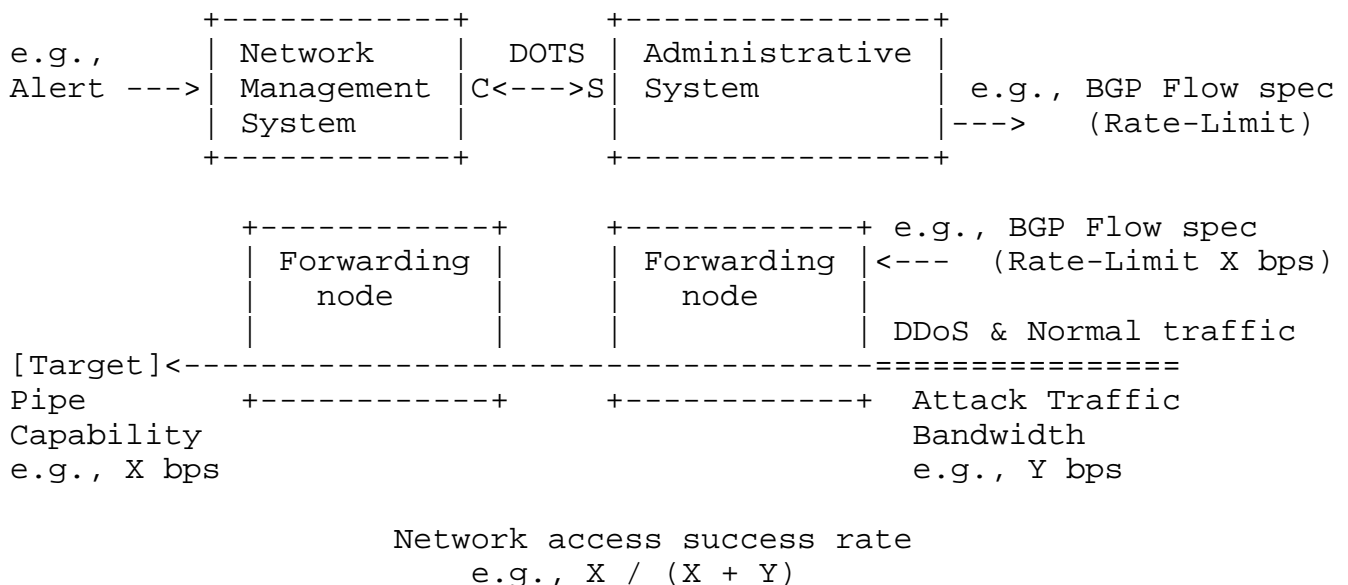 +------------+       +----------------+
e.g.,    | Network    |  DOTS | Administrative |
Alert --->| Management |C<--->S| System         | e.g., BGP Flow spec
         | System     |       |                |--->   (Rate-Limit)
         +------------+       +----------------+
           +------------+      +------------+ e.g., BGP Flow spec
           | Forwarding |      | Forwarding |<---  (Rate-Limit X bps)
           |   node     |      |   node     |
           |            |      |            | DDoS & Normal traffic
[Target]<------------------------------------================
Pipe       +------------+      +------------+  Attack Traffic
Capability                                     Bandwidth
e.g., X bps                                    e.g., Y bps
Network access success rate
e.g., X / (X + Y)